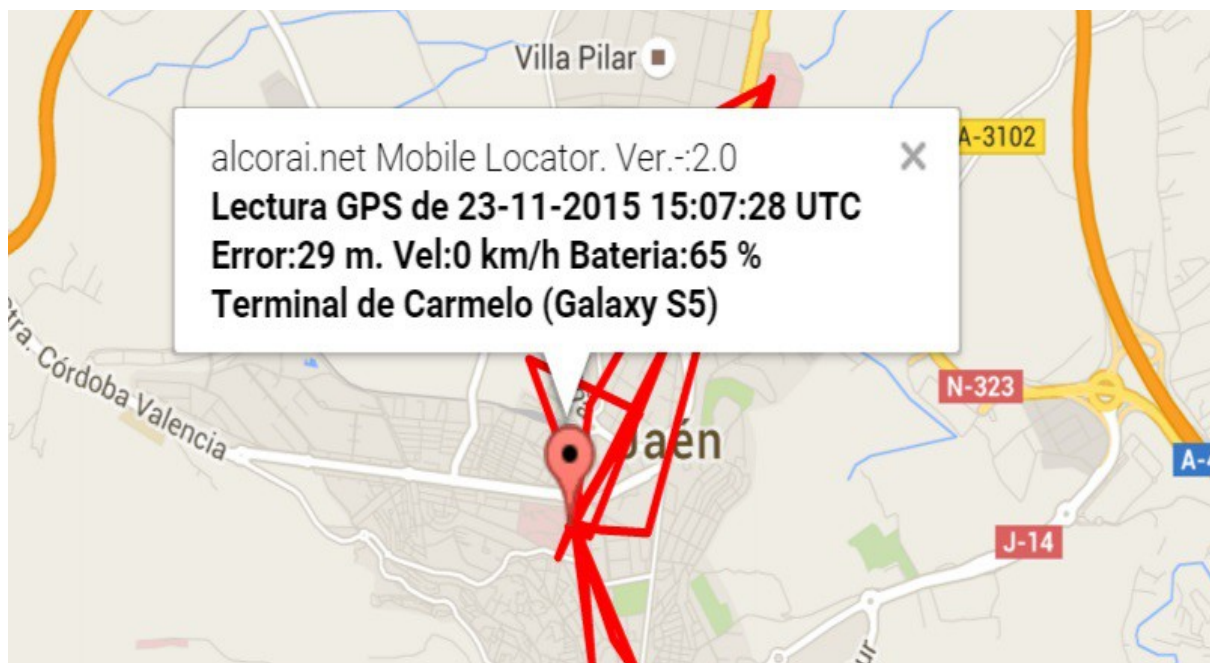 Villa Pilar
alcorai.net Mobile Locator. Ver.-:2.0
Lectura GPS de 23-11-2015 15:07:28 UTC
Error:29 m. Vel:0 km/h Bateria:65 %
Terminal de Carmelo (Galaxy S5)
A-3102
Ctra. Córdoba Valencia
N-323
Jaén
J-14